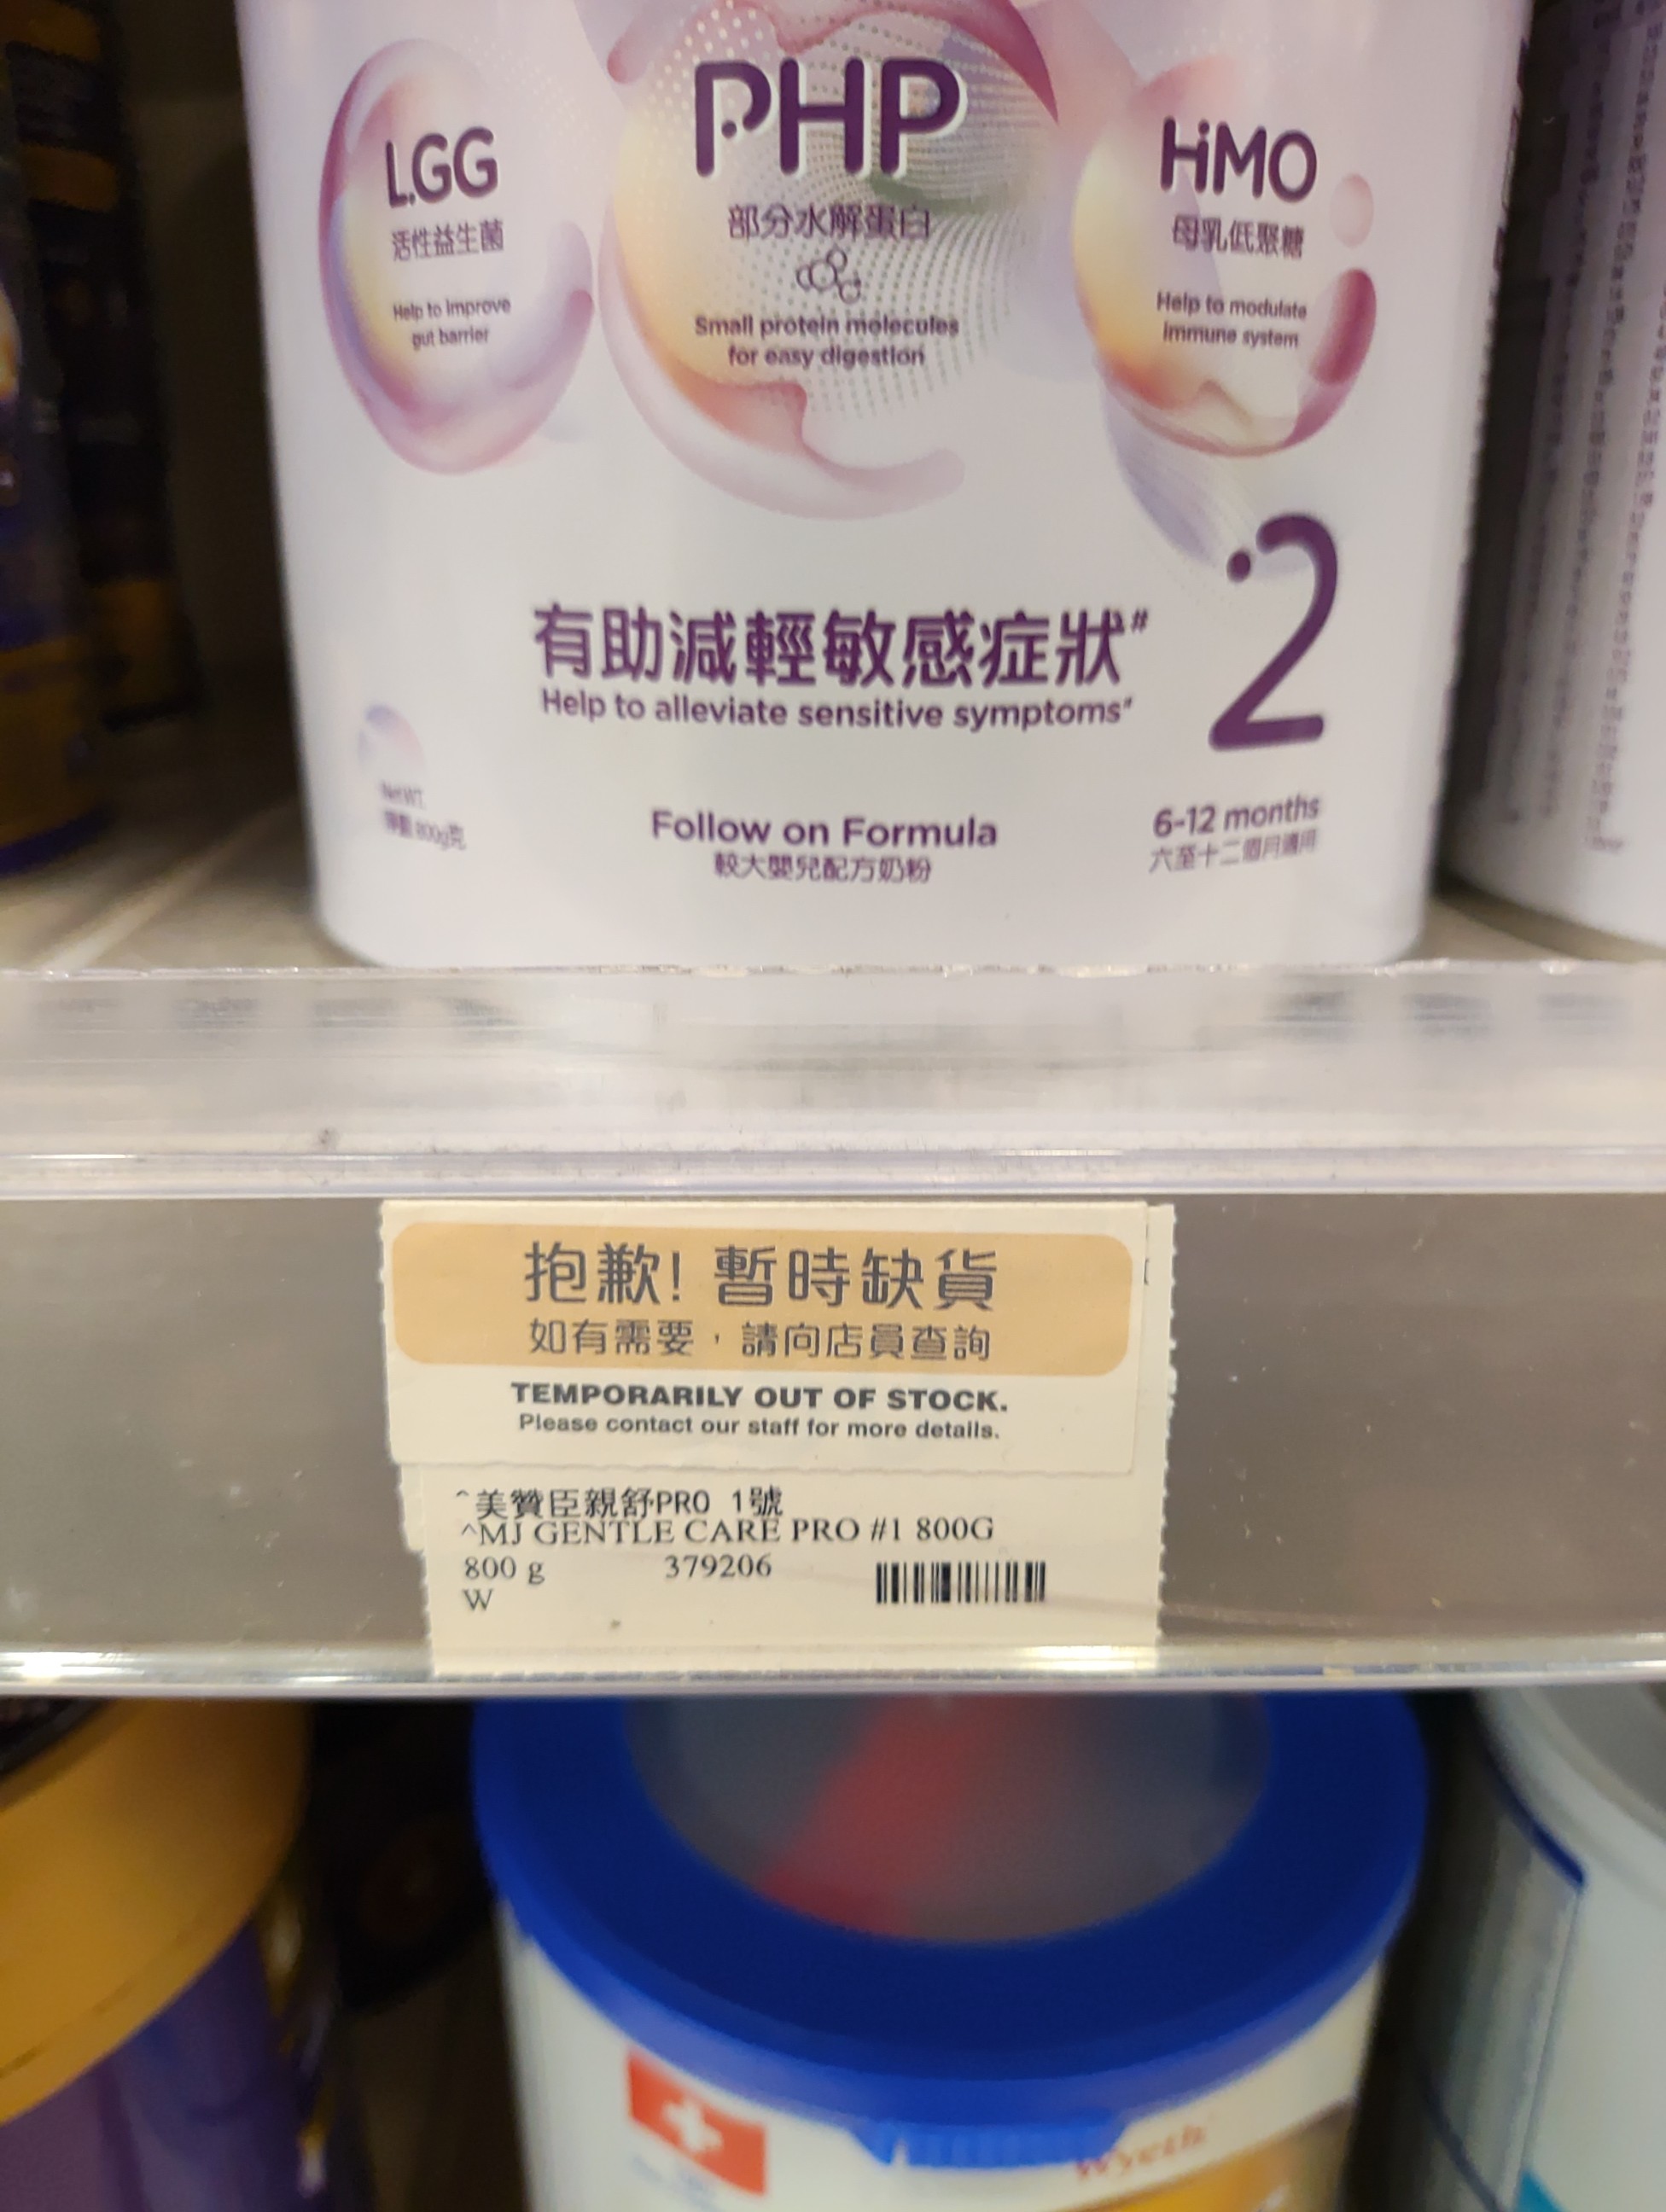 PHP
部分水解蛋白
Small protein molecules
for easy digestion
LGG
活性益生菌
Help to improve
gut barrier
HiMO
母乳低聚糖
Help to modulate
immune system
有助減輕敏感症狀#
Help to alleviate sensitive symptoms#
2
800g克
Follow on Formula
較大嬰兒配方奶粉
6-12 months
六至十二個月適用
抱歉! 暫時缺貨
如有需要，請向店員查詢
TEMPORARILY OUT OF STOCK.
Please contact our staff for more details.
^美贊臣親舒PRO 1號
^MJ GENTLE CARE PRO #1 800G
800 g 379206
W
Wyeth